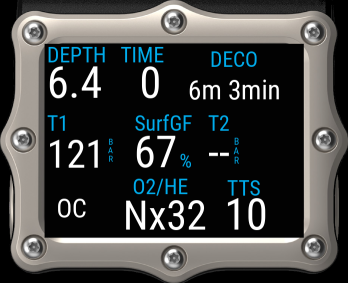 DEPTH TIME DECO
6.4 0 6m 3min
T1 SurfGF T2
121 BAR 67% -- BAR
O2/HE TTS
OC Nx32 10